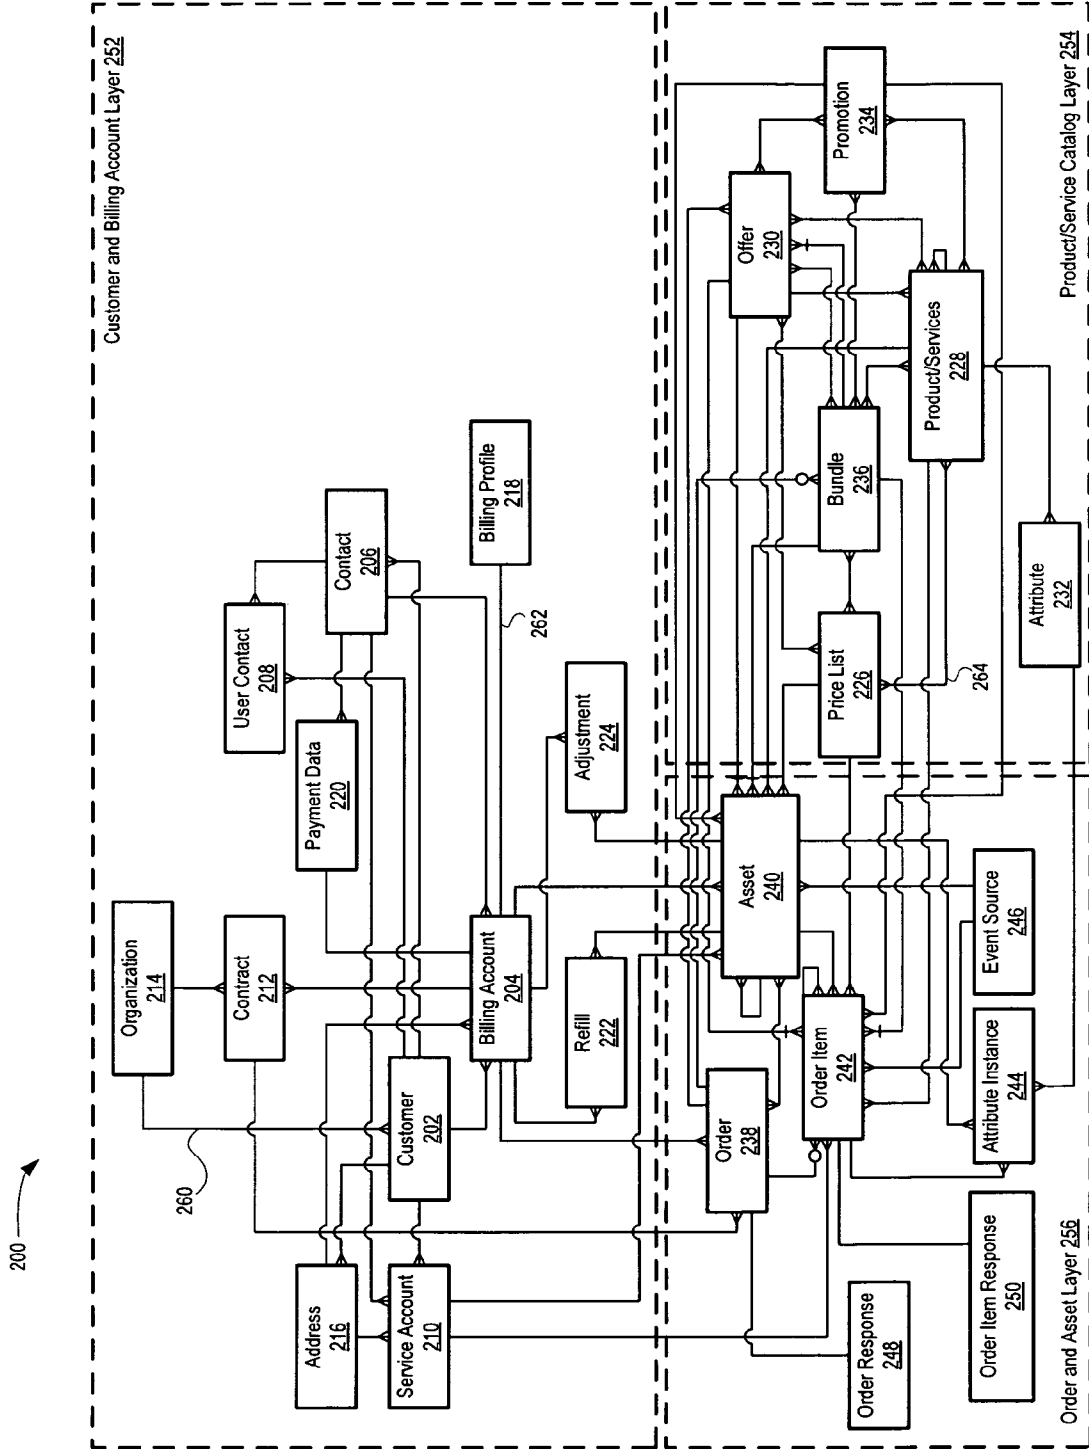 200
Customer and Billing Account Layer 252
Organization
214
260
Contract
212
User Contact
208
Payment Data
220
Contact
206
Address
216
Service Account
210
Customer
202
Billing Account
204
Billing Profile
218
262
Refill
222
Adjustment
224
Product/Service Catalog Layer 254
Offer
230
Promotion
234
Bundle
236
Price List
226
Product/Services
228
264
Attribute
232
Order and Asset Layer 256
Order
238
Asset
240
Order Item
242
Attribute Instance
244
Event Source
246
Order Response
248
Order Item Response
250